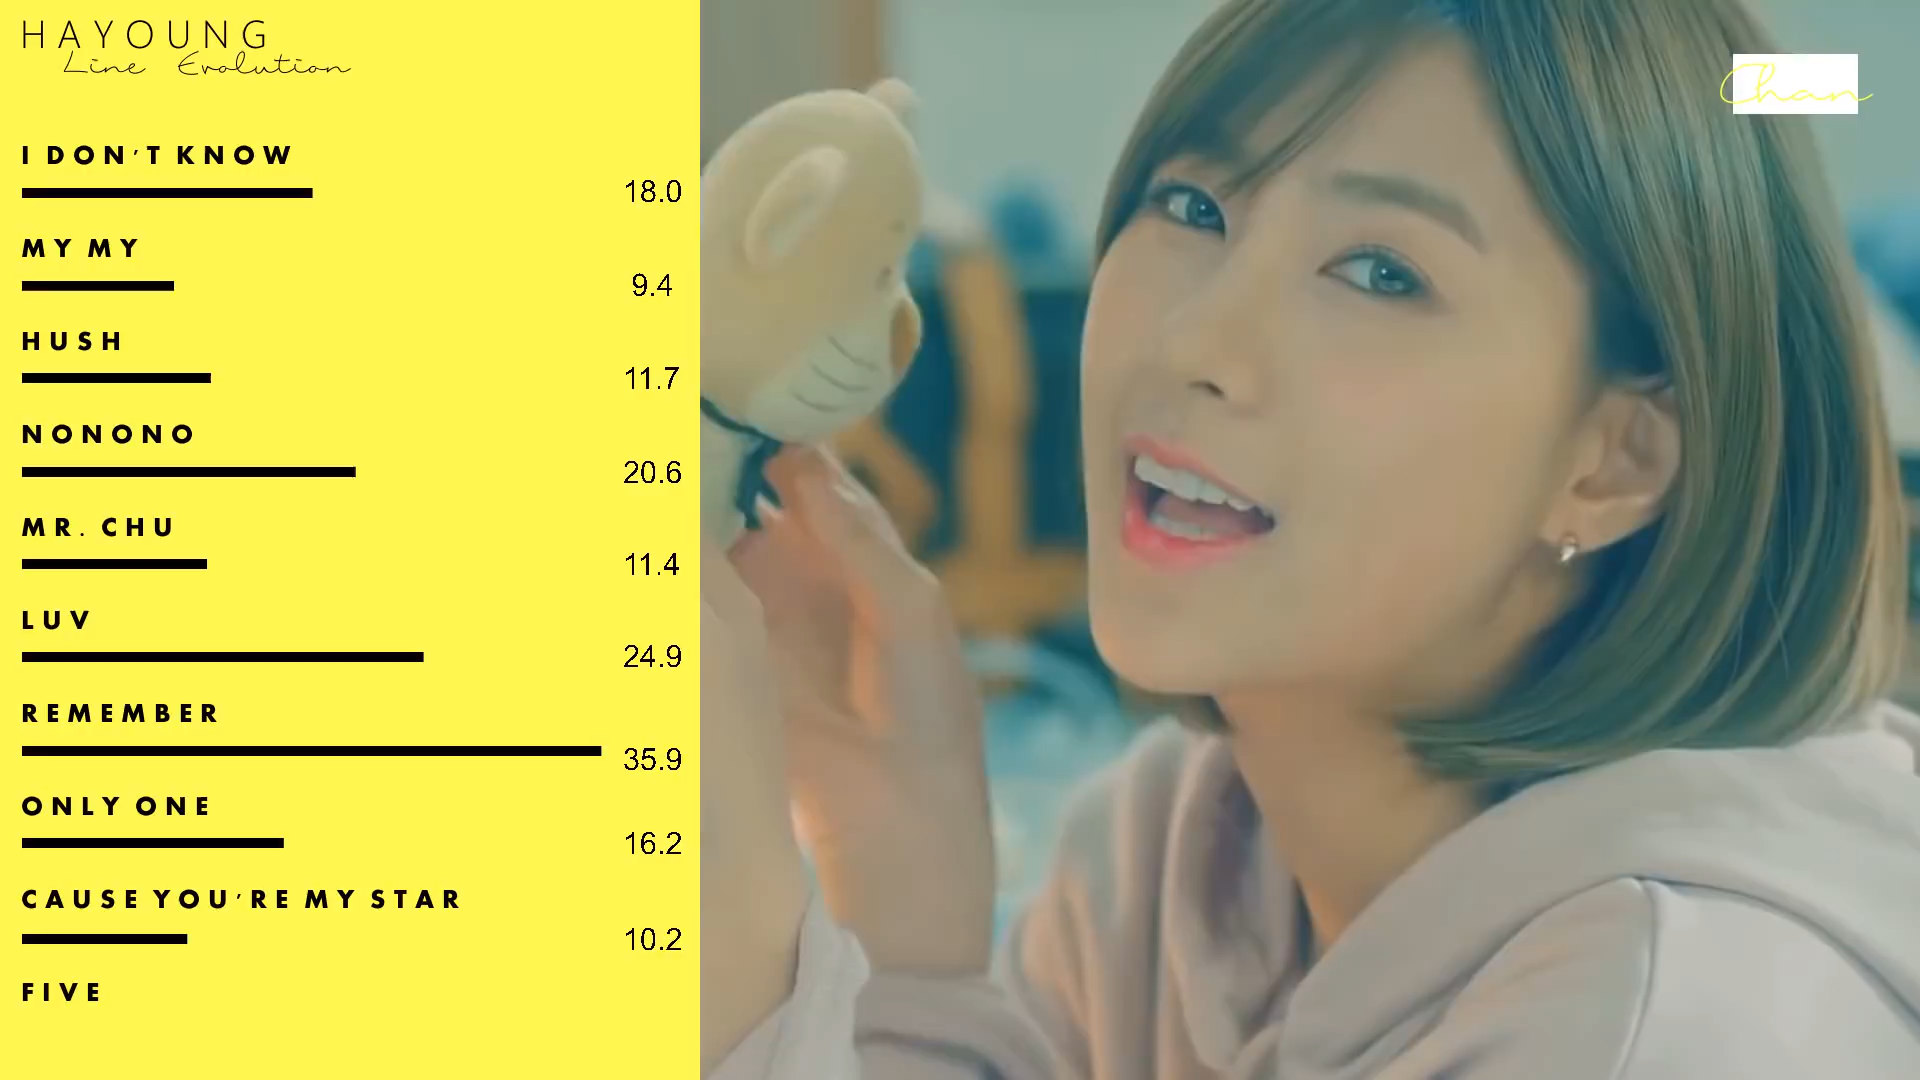 HAYOUNG
Line Evolution
Chan
I DON'T KNOW
18.0
MY MY
9.4
HUSH
11.7
NONONO
20.6
MR. CHU
11.4
LUV
24.9
REMEMBER
35.9
ONLY ONE
16.2
CAUSE YOU'RE MY STAR
10.2
FIVE